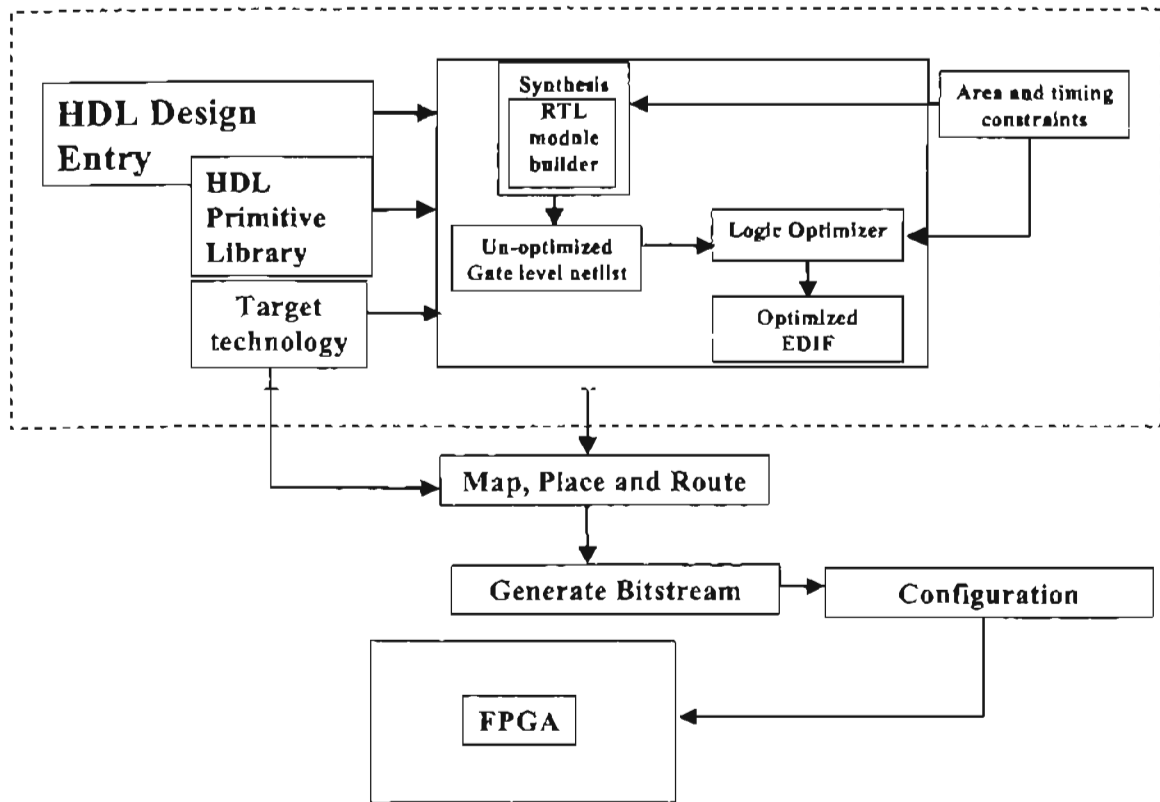 HDL Design
Entry
HDL
Primitive
Library
Target
technology
Synthesis
RTL
module
builder
Un-optimized
Gate level netlist
Logic Optimizer
Optimized
EDIF
Area and timing
constraints
Map, Place and Route
Generate Bitstream
Configuration
FPGA